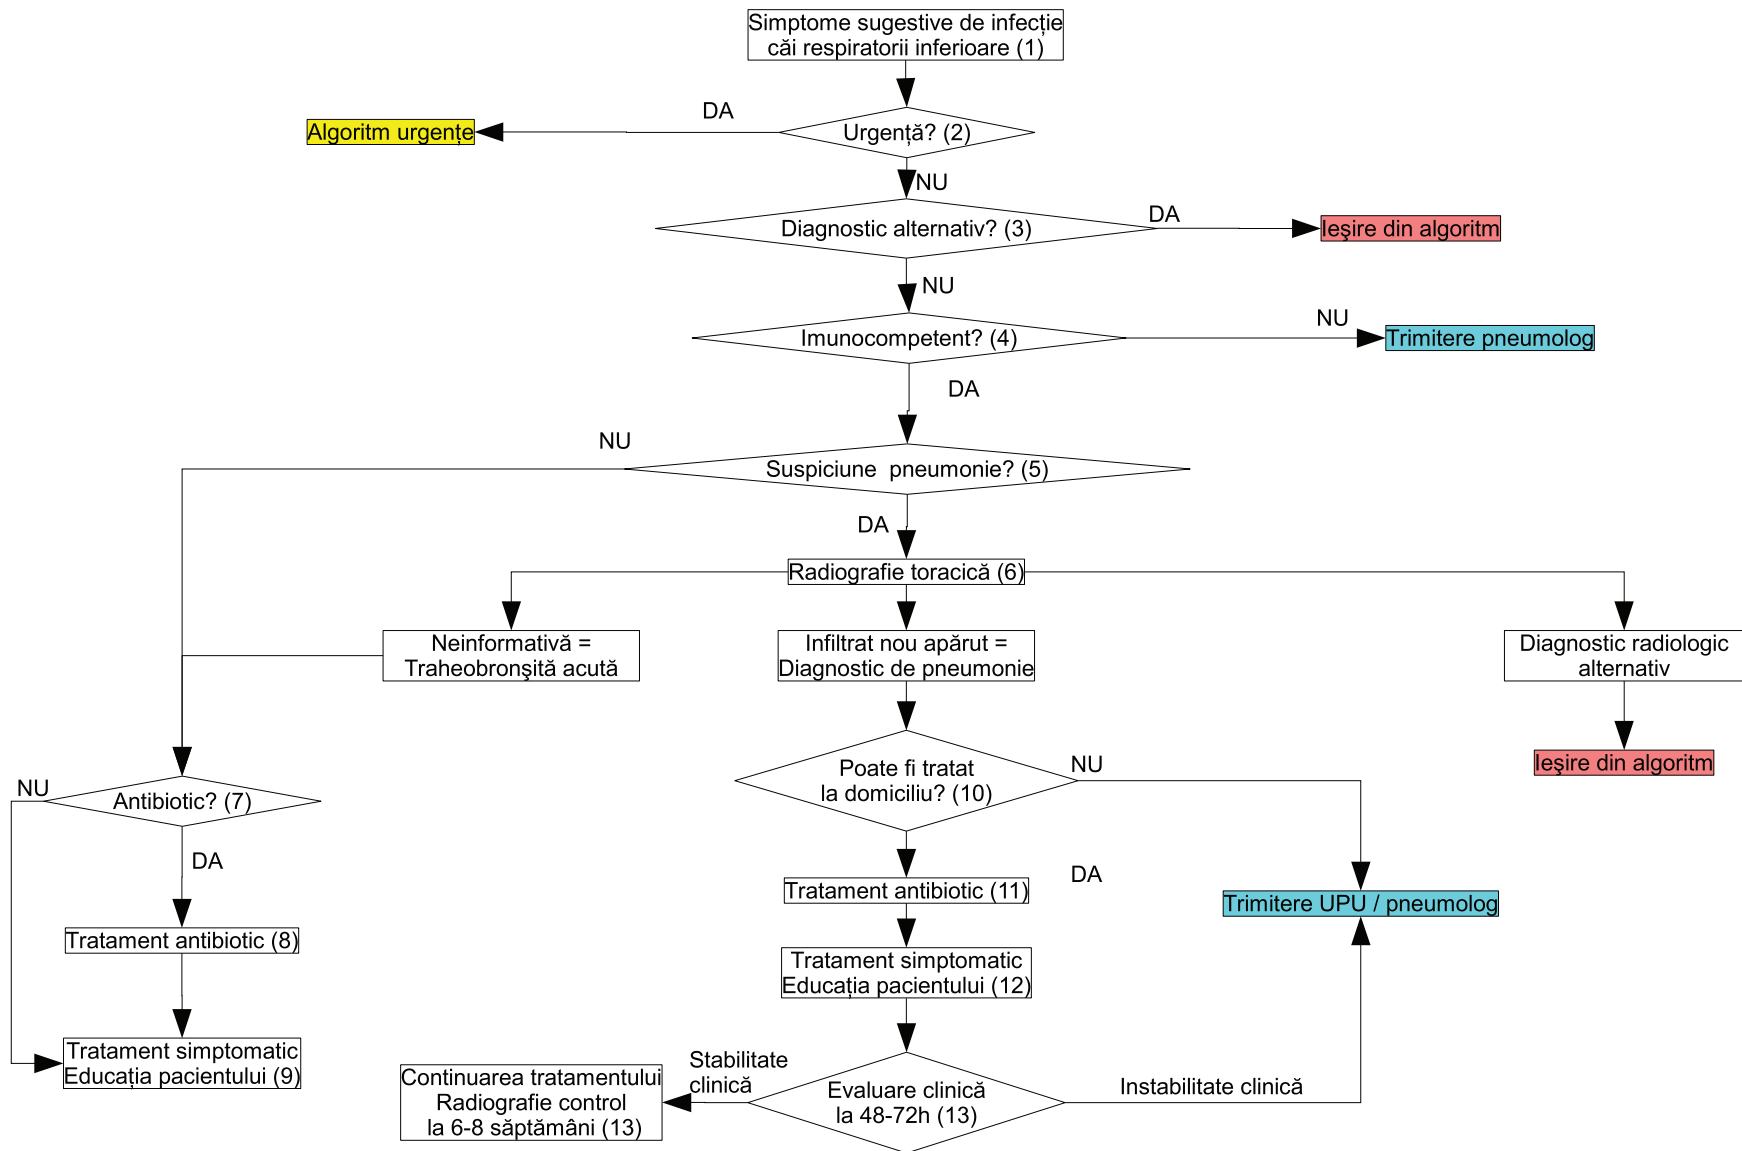 Simptome sugestive de infecție
căi respiratorii inferioare (1)
DA
Algoritm urgențe
Urgență? (2)
NU
Diagnostic alternativ? (3)
DA
Ieşire din algoritm
NU
Imunocompetent? (4)
NU
Trimitere pneumolog
DA
NU
Suspiciune  pneumonie? (5)
DA
Radiografie toracică (6)
Neinformativă =
Traheobronşită acută
Infiltrat nou apărut =
Diagnostic de pneumonie
Diagnostic radiologic
alternativ
Ieşire din algoritm
NU
Antibiotic? (7)
DA
Tratament antibiotic (8)
Tratament simptomatic
Educația pacientului (9)
Poate fi tratat
la domiciliu? (10)
NU
DA
Tratament antibiotic (11)
Trimitere UPU / pneumolog
Tratament simptomatic
Educația pacientului (12)
Evaluare clinică
la 48-72h (13)
Stabilitate
clinică
Instabilitate clinică
Continuarea tratamentului
Radiografie control
la 6-8 săptămâni (13)